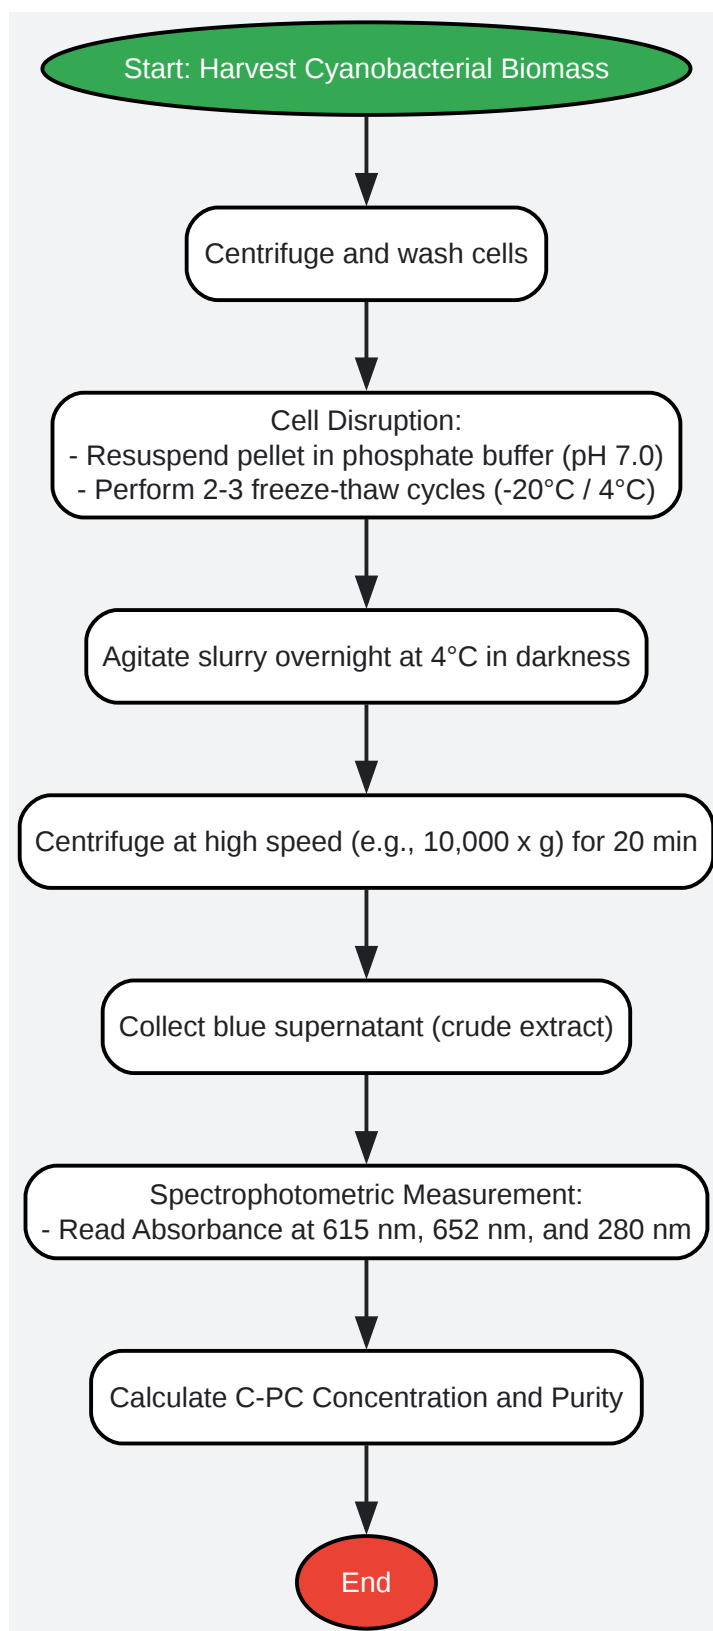 Start: Harvest Cyanobacterial Biomass
Centrifuge and wash cells
Cell Disruption:
- Resuspend pellet in phosphate buffer (pH 7.0)
- Perform 2-3 freeze-thaw cycles (-20°C / 4°C)
Agitate slurry overnight at 4°C in darkness
Centrifuge at high speed (e.g., 10,000 x g) for 20 min
Collect blue supernatant (crude extract)
Spectrophotometric Measurement:
- Read Absorbance at 615 nm, 652 nm, and 280 nm
Calculate C-PC Concentration and Purity
End